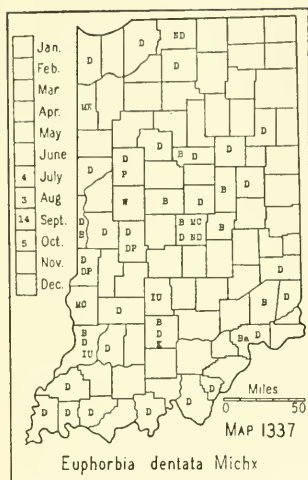 Jan.
Feb.
Mar
Apr.
May
June
4 July
3 Aug
14 Sept.
5 Oct.
Nov.
Dec.
ND
D D
D
MK
D D
D B D
D D
P
W B D B
D B MC
B D D D ND D
DP
D
DP D
MO IU B D
D
B B
D D Ba D
IU D K
D
D
D D D D D D
Miles
0 50
MAP 1337
Euphorbia dentata Michx